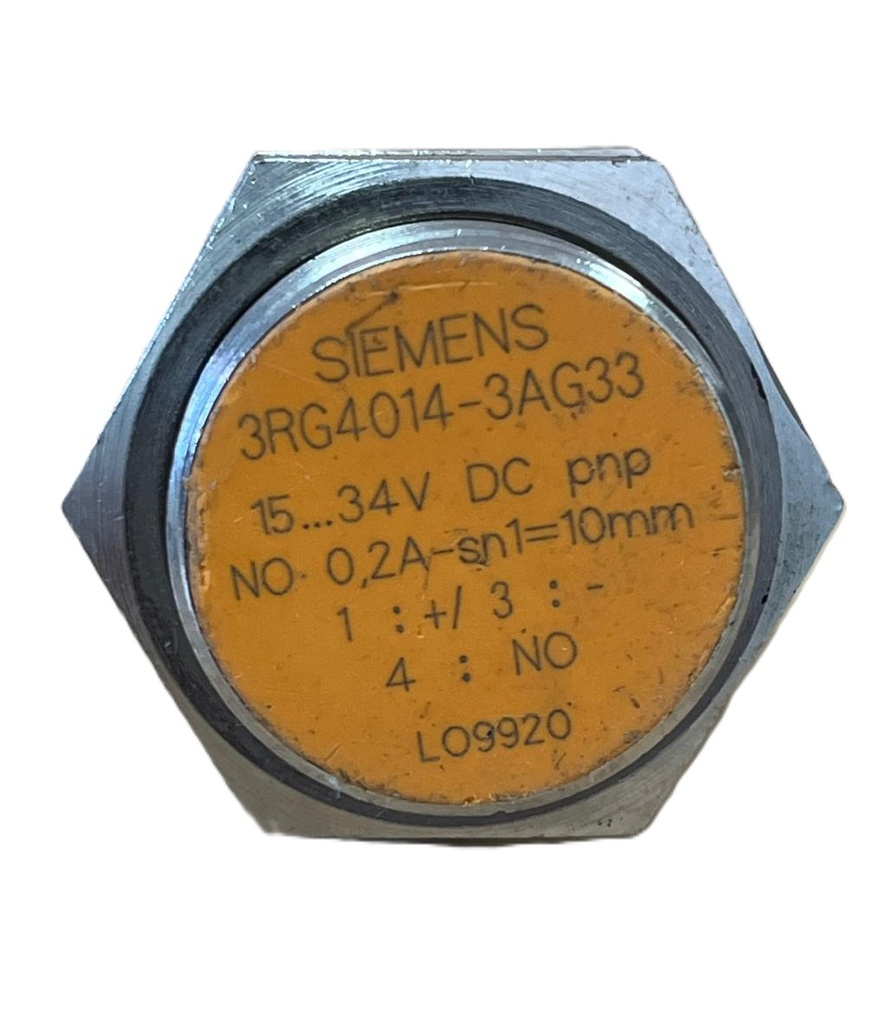 SIEMENS
3RG4014-3AG33
15...34V DC pnp
NO 0,2A-sn1=10mm
1 : +/ 3 : -
4 : NO
LO9920